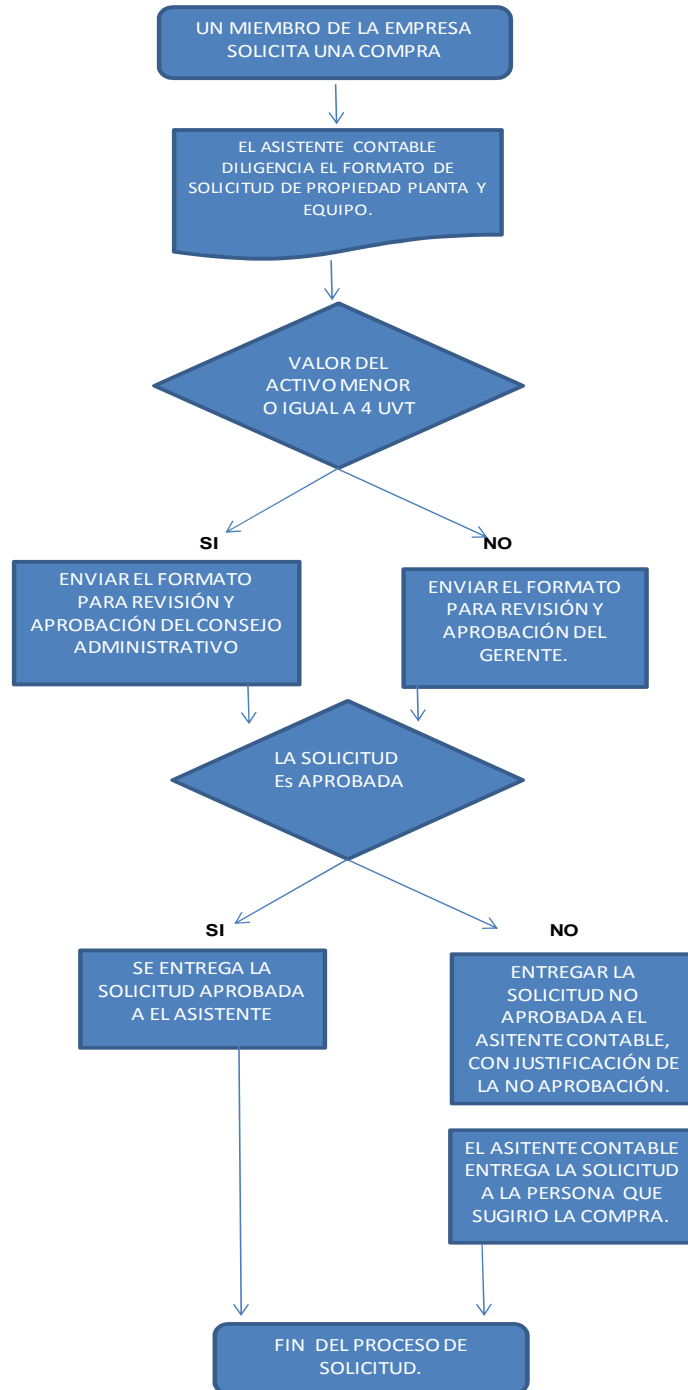 UN MIEMBRO DE LA EMPRESA
SOLICITA UNA COMPRA
EL ASISTENTE CONTABLE
DILIGENCIA EL FORMATO DE
SOLICITUD DE PROPIEDAD PLANTA Y
EQUIPO.
VALOR DEL
ACTIVO MENOR
O IGUAL A 4 UVT
SI
NO
ENVIAR EL FORMATO
PARA REVISIÓN Y
APROBACIÓN DEL CONSEJO
ADMINISTRATIVO
ENVIAR EL FORMATO
PARA REVISIÓN Y
APROBACIÓN DEL
GERENTE.
LA SOLICITUD
Es APROBADA
SI
NO
SE ENTREGA LA
SOLICITUD APROBADA
A EL ASISTENTE
ENTREGAR LA
SOLICITUD NO
APROBADA A EL
ASITENTE CONTABLE,
CON JUSTIFICACIÓN DE
LA NO APROBACIÓN.
EL ASITENTE CONTABLE
ENTREGA LA SOLICITUD
A LA PERSONA QUE
SUGIRIO LA COMPRA.
FIN DEL PROCESO DE
SOLICITUD.